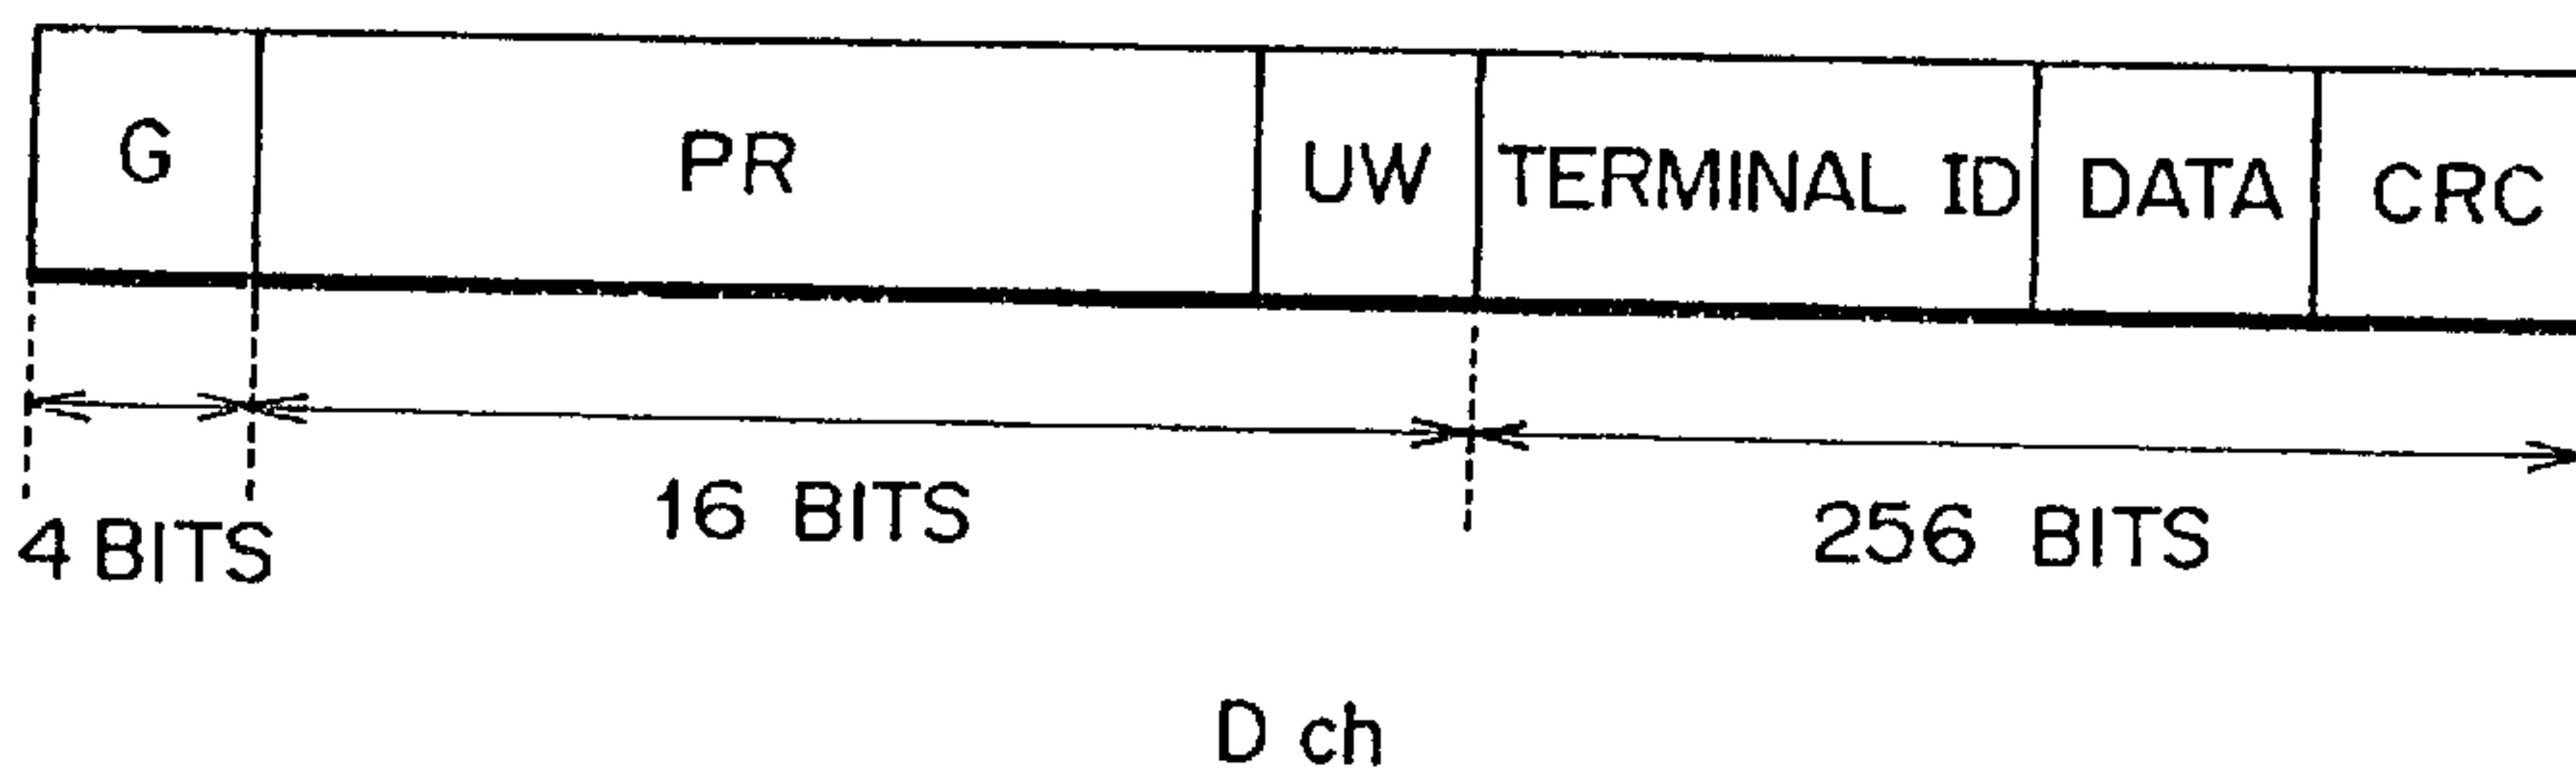 G PR UW TERMINAL ID DATA CRC
4 BITS 16 BITS 256 BITS
D ch